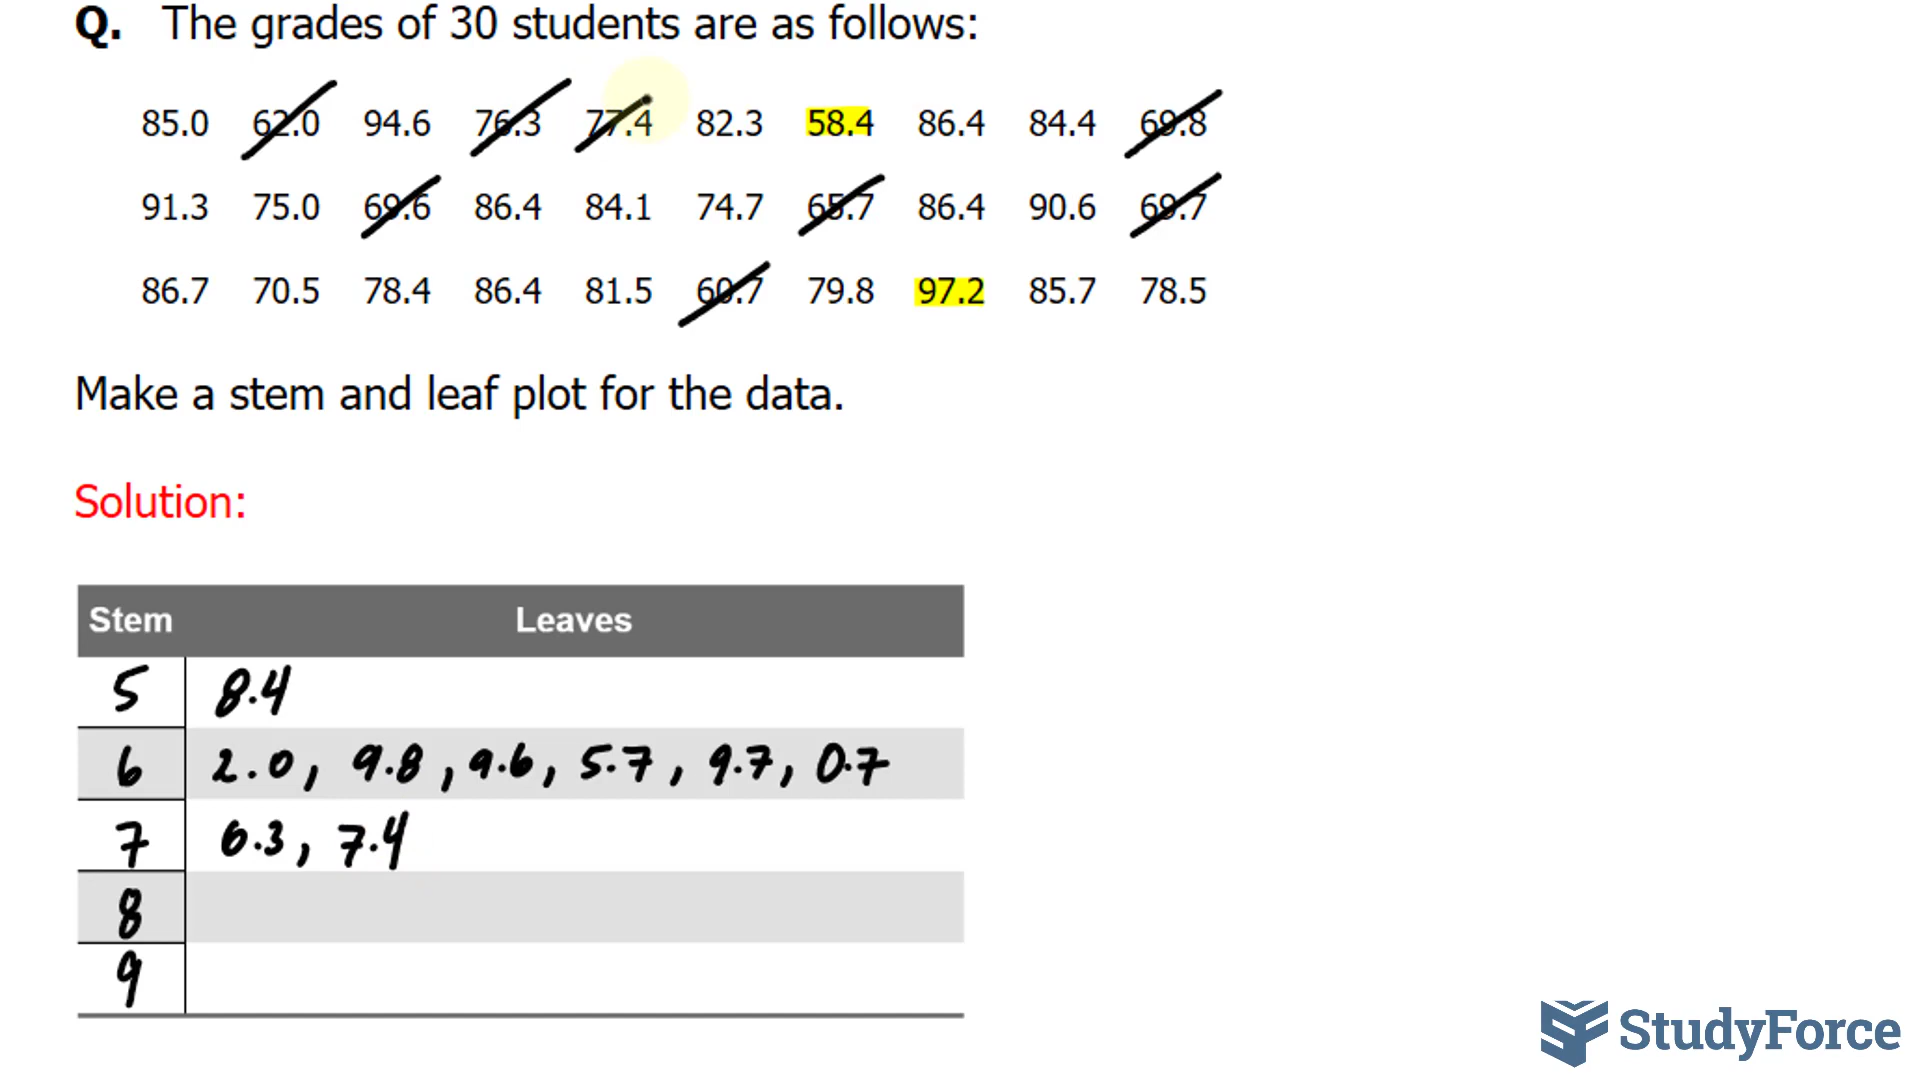 Q. The grades of 30 students are as follows:
85.0 62.0 94.6 76.3 77.4 82.3 58.4 86.4 84.4 69.8
91.3 75.0 69.6 86.4 84.1 74.7 65.7 86.4 90.6 69.7
86.7 70.5 78.4 86.4 81.5 60.7 79.8 97.2 85.7 78.5
Make a stem and leaf plot for the data.
Solution:
Stem Leaves
5 8.4
6 2.0, 9.8, 9.6, 5.7, 9.7, 0.7
7 6.3, 7.4
8
9
StudyForce